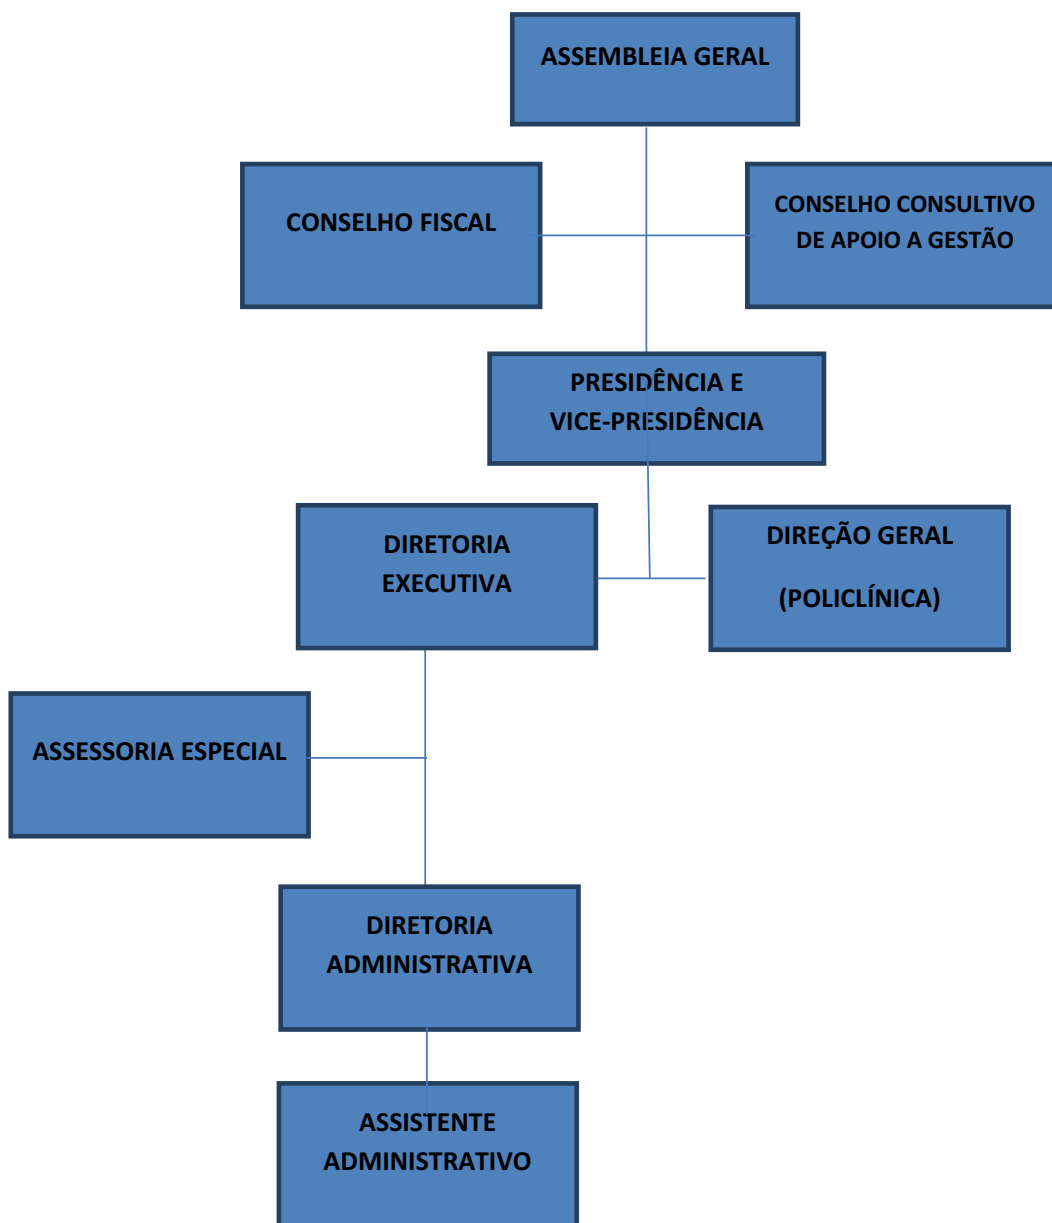 ASSEMBLEIA GERAL
CONSELHO FISCAL
CONSELHO CONSULTIVO
DE APOIO A GESTÃO
PRESIDÊNCIA E
VICE-PRESIDÊNCIA
DIRETORIA
EXECUTIVA
DIREÇÃO GERAL
(POLICLÍNICA)
ASSESSORIA ESPECIAL
DIRETORIA
ADMINISTRATIVA
ASSISTENTE
ADMINISTRATIVO